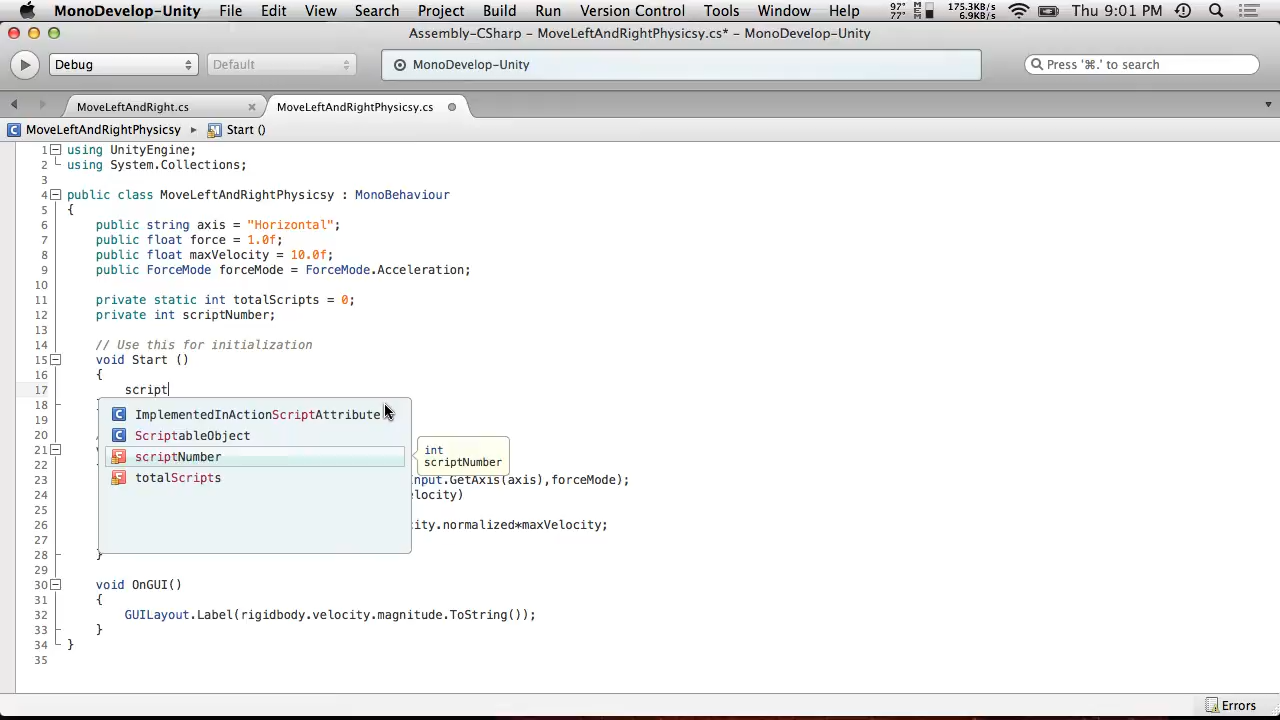 MonoDevelop-Unity File Edit View Search Project Build Run Version Control Tools Window Help 97° 77° 175.3KB/s 6.9KB/s Thu 9:01 PM
Assembly-CSharp – MoveLeftAndRightPhysicsy.cs* – MonoDevelop-Unity
Debug Default MonoDevelop-Unity Press '⌘.' to search
MoveLeftAndRight.cs MoveLeftAndRightPhysicsy.cs
MoveLeftAndRightPhysicsy Start ()
1 using UnityEngine;
2 using System.Collections;
3
4 public class MoveLeftAndRightPhysicsy : MonoBehaviour
5 {
6 public string axis = "Horizontal";
7 public float force = 1.0f;
8 public float maxVelocity = 10.0f;
9 public ForceMode forceMode = ForceMode.Acceleration;
10
11 private static int totalScripts = 0;
12 private int scriptNumber;
13
14 // Use this for initialization
15 void Start ()
16 {
17 script
18
19
20 /
21
22
23 nput.GetAxis(axis),forceMode);
24 elocity)
25
26 ity.normalized*maxVelocity;
27
28 }
29
30 void OnGUI()
31 {
32 GUILayout.Label(rigidbody.velocity.magnitude.ToString());
33 }
34 }
35
ImplementedInActionScriptAttribute
ScriptableObject
scriptNumber
totalScripts
int
scriptNumber
Errors